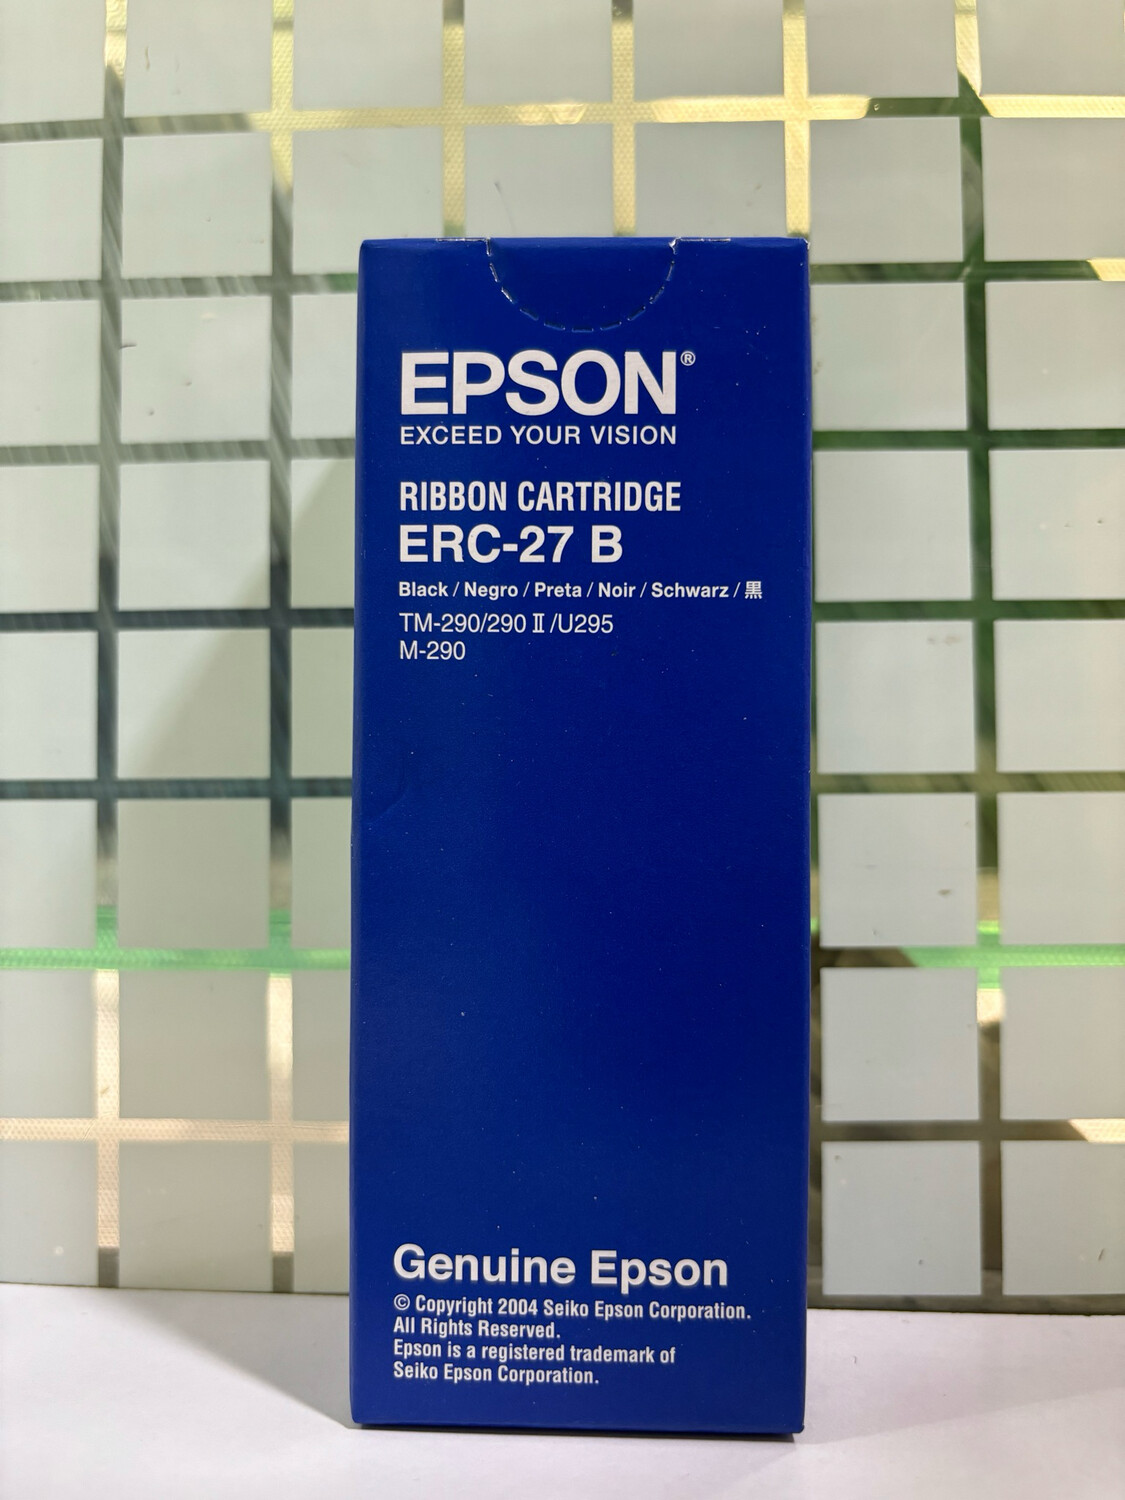 EPSON®
EXCEED YOUR VISION
RIBBON CARTRIDGE
ERC-27 B
Black / Negro / Preta / Noir / Schwarz / 黒
TM-290/290 II /U295
M-290
Genuine Epson
© Copyright 2004 Seiko Epson Corporation.
All Rights Reserved.
Epson is a registered trademark of
Seiko Epson Corporation.